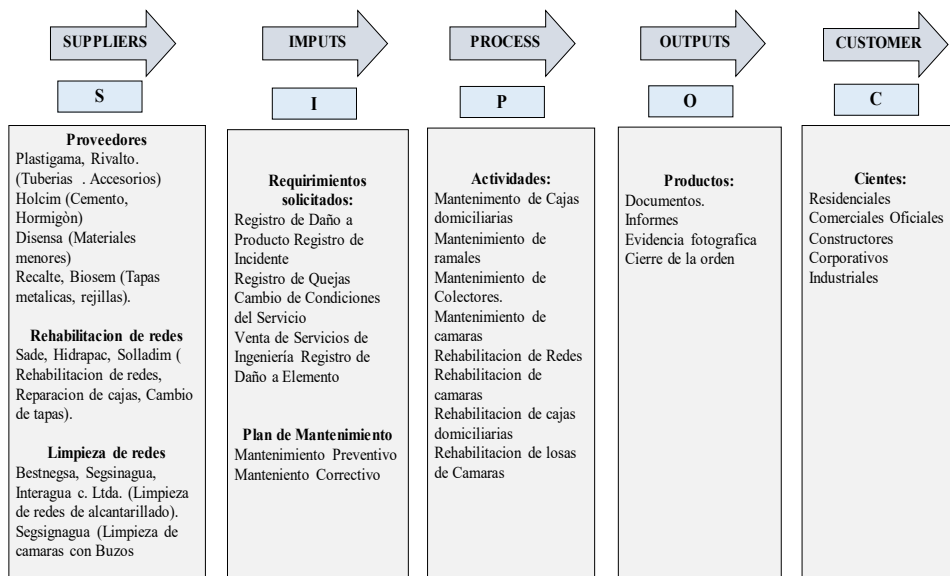 SUPPLIERS
S
Proveedores
Plastigama, Rivalto.
(Tuberias . Accesorios)
Holcim (Cemento,
Hormigòn)
Disensa (Materiales
menores)
Recalte, Biosem (Tapas
metalicas, rejillas).
Rehabilitacion de redes
Sade, Hidrapac, Solladim (
Rehabilitacion de redes,
Reparacion de cajas, Cambio
de tapas).
Limpieza de redes
Bestnegsa, Segsinagua,
Interagua c. Ltda. (Limpieza
de redes de alcantarillado).
Segsignagua (Limpieza de
camaras con Buzos
IMPUTS
I
Requirimientos
solicitados:
Registro de Daño a
Producto Registro de
Incidente
Registro de Quejas
Cambio de Condiciones
del Servicio
Venta de Servicios de
Ingeniería Registro de
Daño a Elemento
Plan de Mantenimiento
Mantenimiento Preventivo
Manteniento Correctivo
PROCESS
P
Actividades:
Mantenimento de Cajas
domiciliarias
Mantenimiento de
ramales
Mantenimiento de
Colectores.
Mantenimiento de
camaras
Rehabilitacion de Redes
Rehabilitacion de
camaras
Rehabilitacion de cajas
domiciliarias
Rehabilitacion de losas
de Camaras
OUTPUTS
O
Productos:
Documentos.
Informes
Evidencia fotografica
Cierre de la orden
CUSTOMER
C
Cientes:
Residenciales
Comerciales Oficiales
Constructores
Corporativos
Industriales